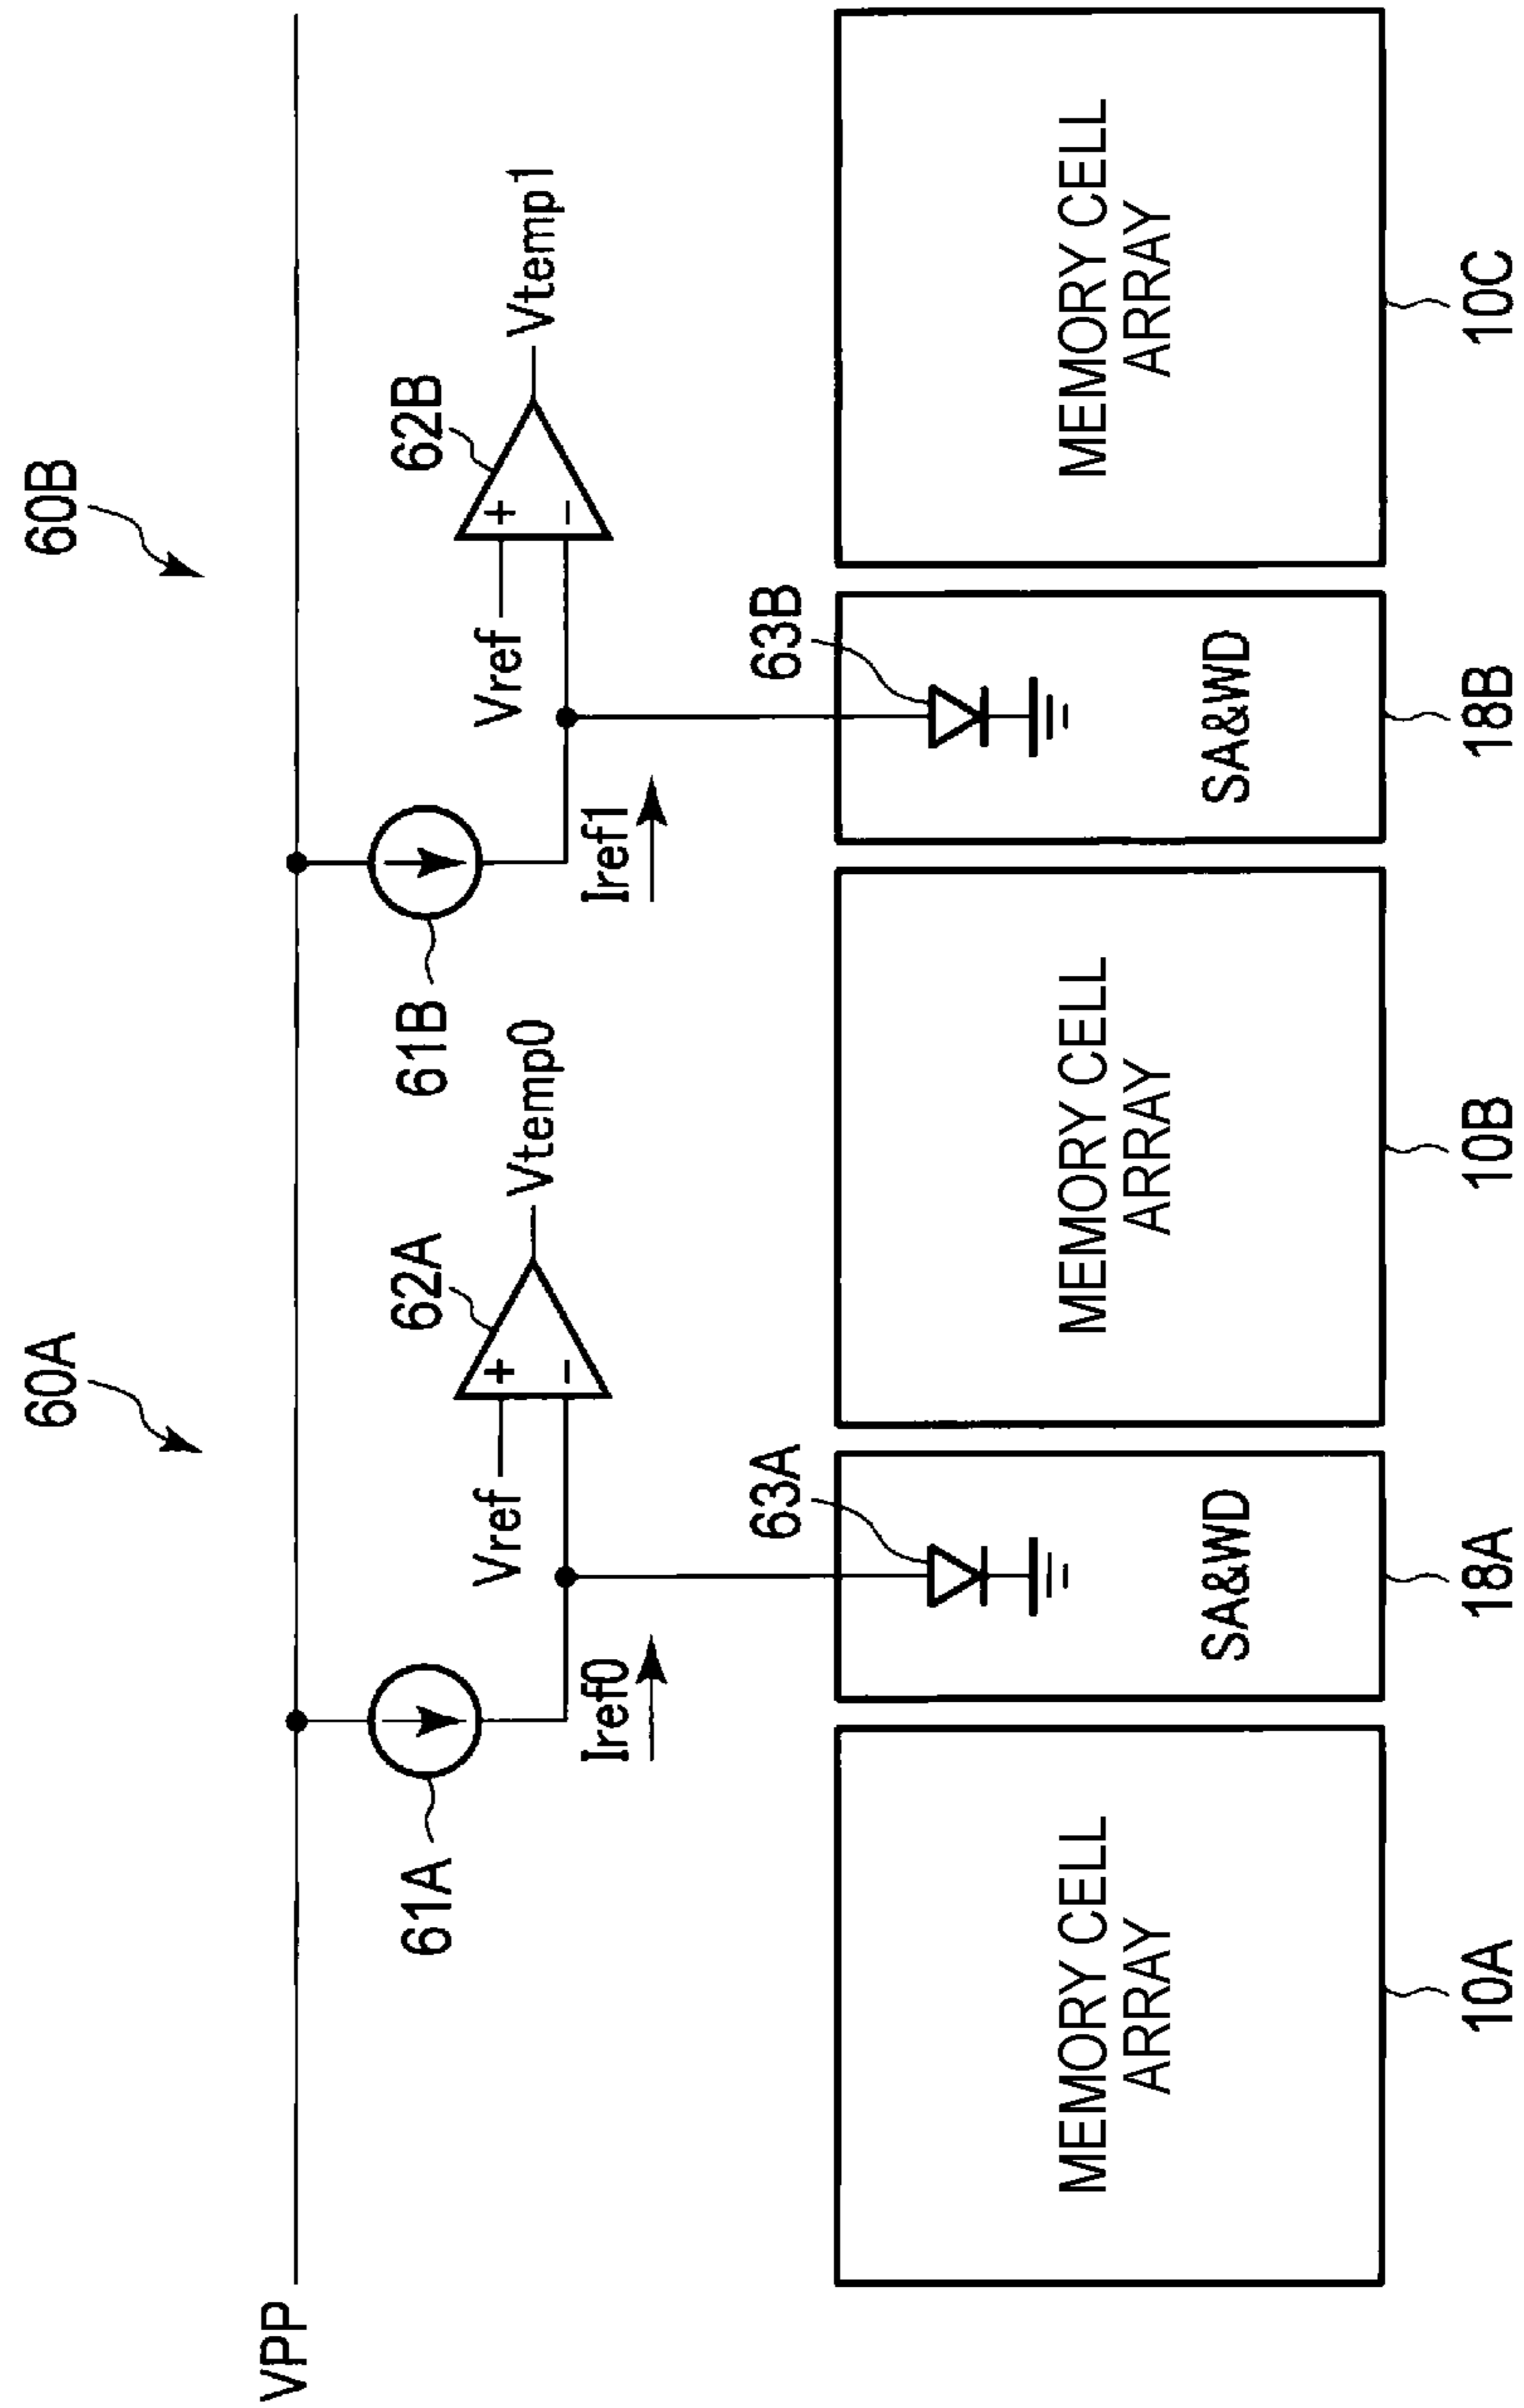 60A
60B
VPP
61A
62A
61B
62B
Vref
Vtemp0
Vref
Vtemp1
+
−
+
−
Iref0
Iref1
63A
63B
MEMORY CELL
ARRAY
SA&WD
MEMORY CELL
ARRAY
SA&WD
MEMORY CELL
ARRAY
10A
18A
10B
18B
10C